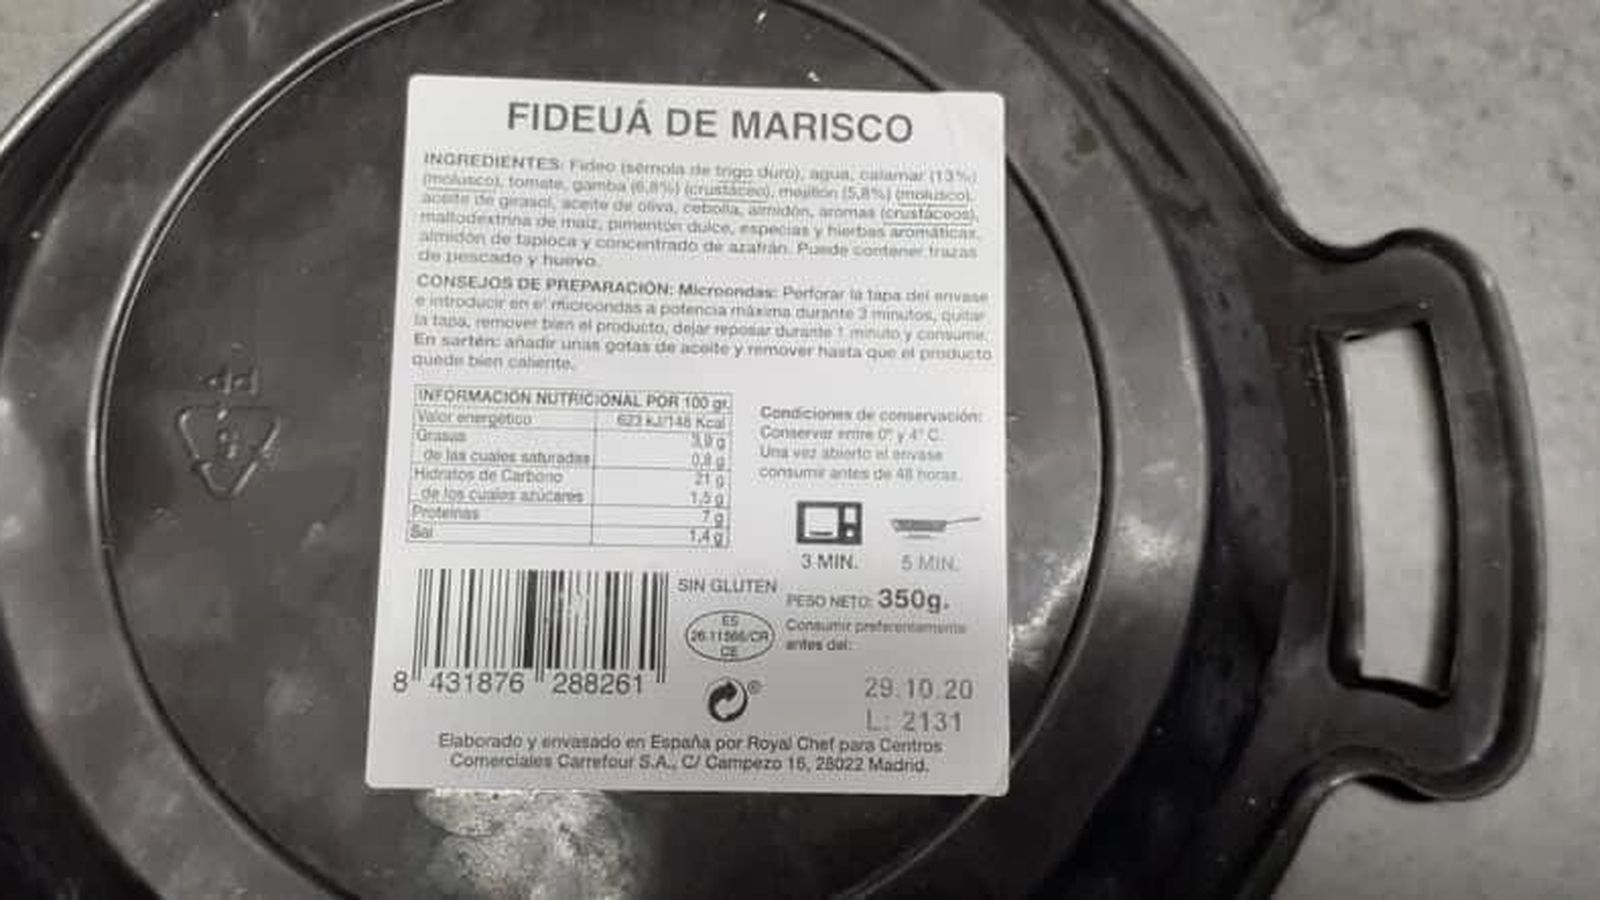 FIDEUÁ DE MARISCO
INGREDIENTES: Fideo (sémola de trigo duro), agua, calamar (13%)
(molusco), tomate, gamba (6,8%) (crustáceo), mejillón (5,8%) (molusco),
aceite de girasol, aceite de oliva, cebolla, almidón, aromas (crustáceos),
maltodextrina de maíz, pimentón dulce, especias y hierbas aromáticas,
almidón de tapioca y concentrado de azafrán. Puede contener trazas
de pescado y huevo.
CONSEJOS DE PREPARACIÓN: Microondas: Perforar la tapa del envase
e introducir en el microondas a potencia máxima durante 3 minutos, quitar
la tapa, remover bien el producto, dejar reposar durante 1 minuto y consumir.
En sartén: añadir unas gotas de aceite y remover hasta que el producto
quede bien caliente.
INFORMACIÓN NUTRICIONAL POR 100 gr.
Valor energético 623 kJ/148 Kcal
Grasas 3,9 g
de las cuales saturadas 0,8 g
Hidratos de Carbono 21 g
de los cuales azúcares 1,5 g
Proteínas 7 g
Sal 1,4 g
Condiciones de conservación:
Conservar entre 0° y 4° C.
Una vez abierto el envase
consumir antes de 48 horas.
3 MIN. 5 MIN.
SIN GLUTEN
PESO NETO: 350g.
ES
26.11566/CR
CE
Consumir preferentemente
antes del:
8 431876 288261
29.10.20
L: 2131
Elaborado y envasado en España por Royal Chef para Centros
Comerciales Carrefour S.A., C/ Campezo 16, 28022 Madrid.